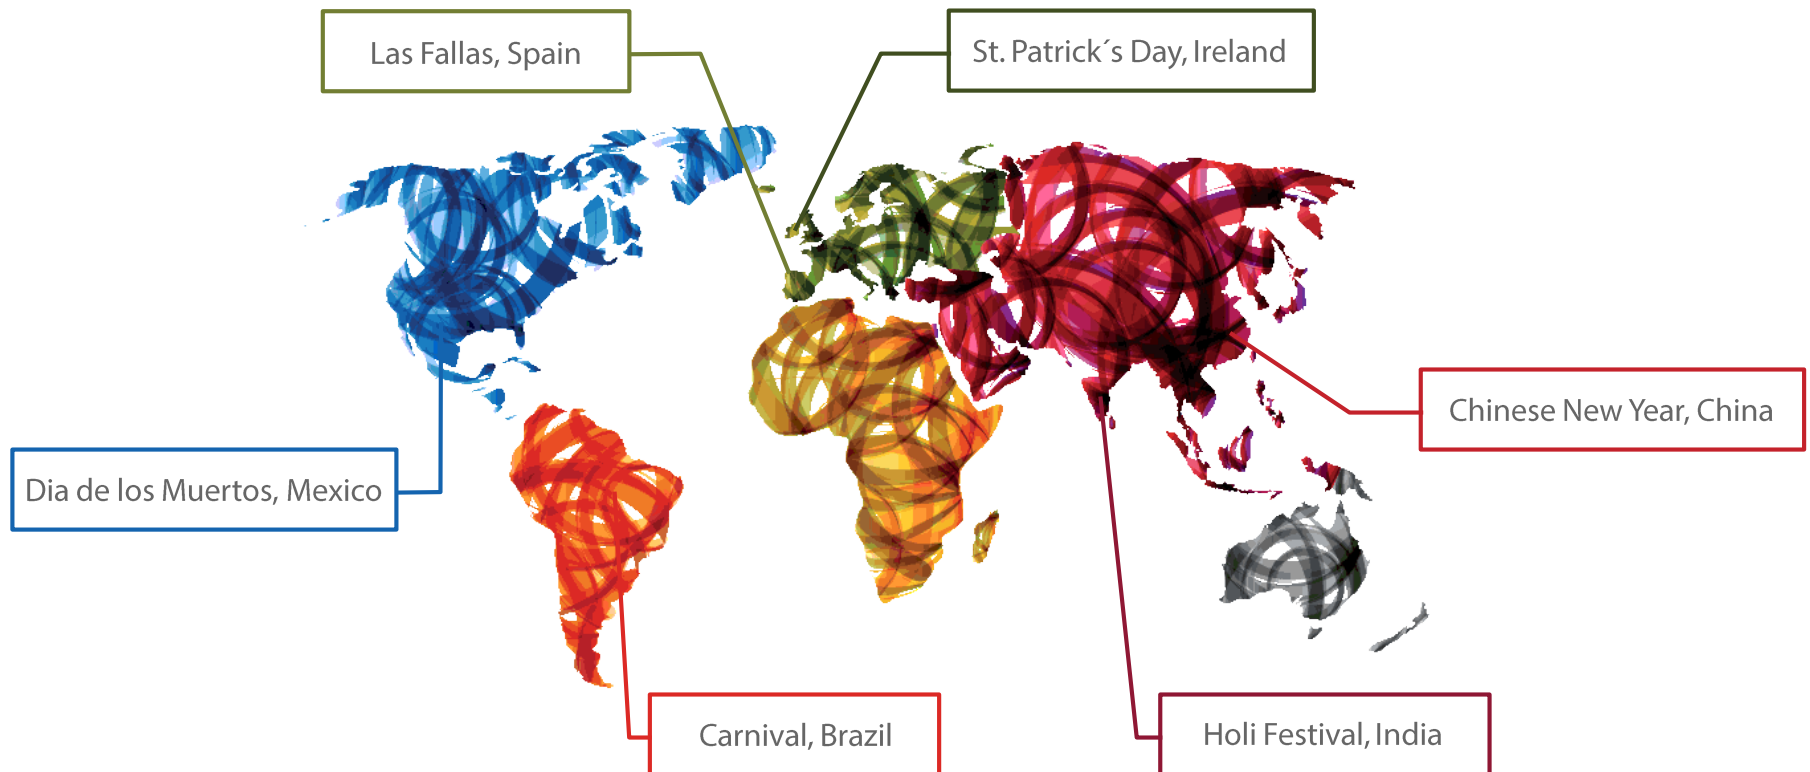 Las Fallas, Spain
St. Patrick´s Day, Ireland
Chinese New Year, China
Dia de los Muertos, Mexico
Carnival, Brazil
Holi Festival, India